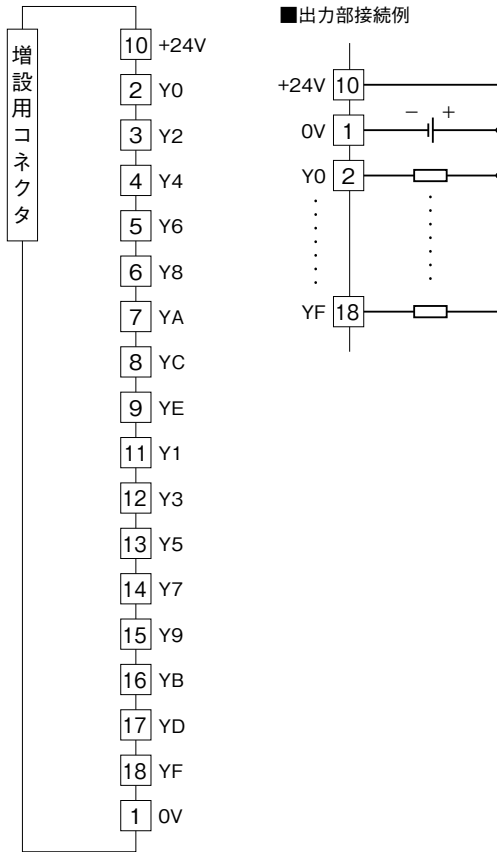 増設用コネクタ
10 +24V
2 Y0
3 Y2
4 Y4
5 Y6
6 Y8
7 YA
8 YC
9 YE
11 Y1
12 Y3
13 Y5
14 Y7
15 Y9
16 YB
17 YD
18 YF
1 0V
■出力部接続例
+24V 10
0V 1 − +
Y0 2
YF 18